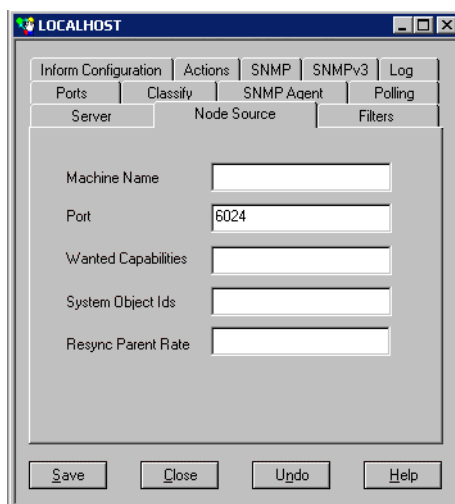 LOCALHOST
Inform Configuration Actions SNMP SNMPv3 Log
Ports Classify SNMP Agent Polling
Server Node Source Filters
Machine Name
Port 6024
Wanted Capabilities
System Object Ids
Resync Parent Rate
Save Close Undo Help